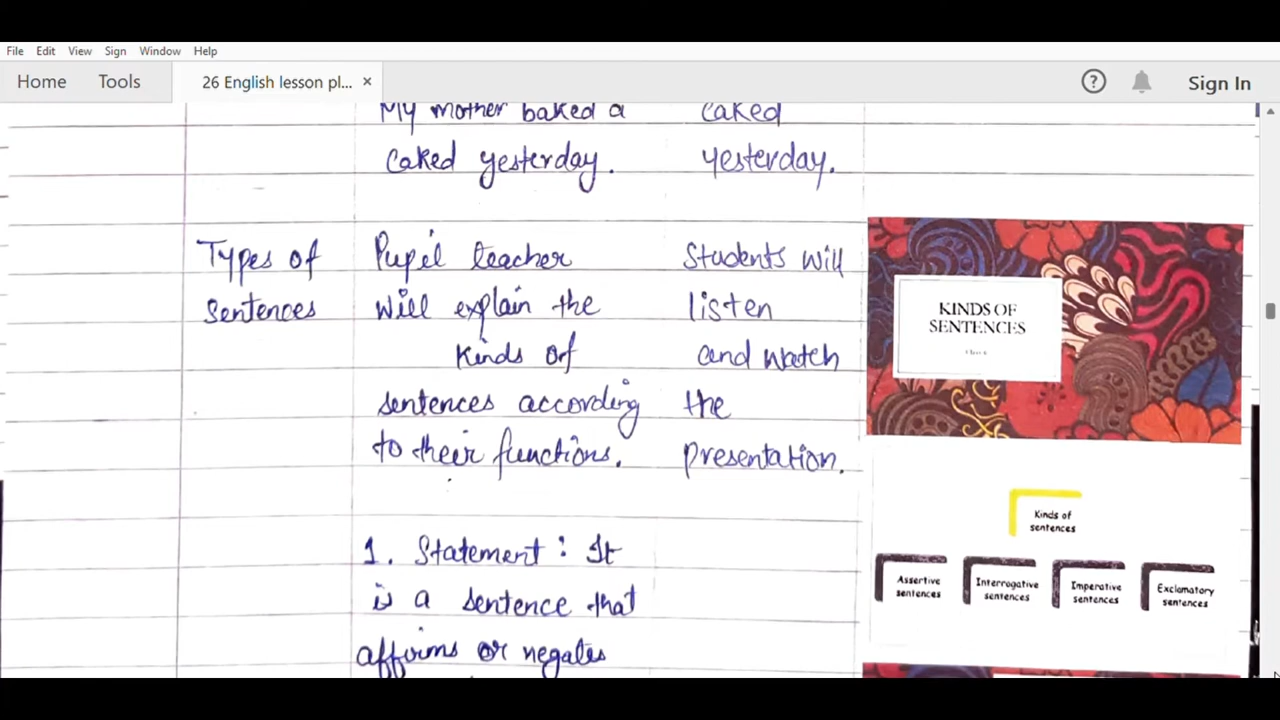 File Edit View Sign Window Help
Home Tools 26 English lesson pl... × ? Sign In
My mother baked a
caked yesterday.
caked
yesterday.
Types of
sentences
Pupil teacher
will explain the
kinds of
sentences according
to their functions.
Students will
listen
and watch
the
presentation.
1. Statement : It
is a sentence that
affirms or negates
KINDS OF
SENTENCES
Kinds of
sentences
Assertive
sentences
Interrogative
sentences
Imperative
sentences
Exclamatory
sentences